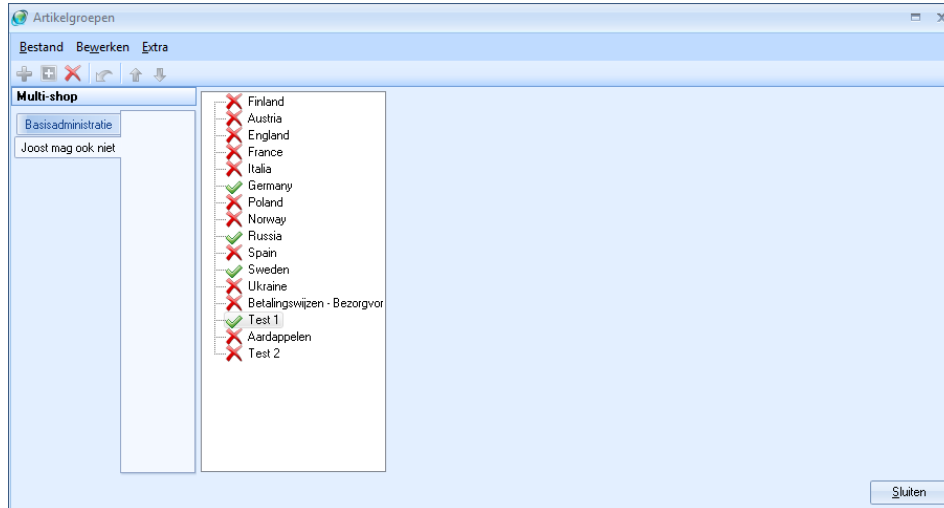 Artikelgroepen
Bestand Bewerken Extra
Multi-shop
Basisadministratie
Joost mag ook niet
Finland
Austria
England
France
Italia
Germany
Poland
Norway
Russia
Spain
Sweden
Ukraine
Betalingswijzen - Bezorgvor
Test 1
Aardappelen
Test 2
Sluiten